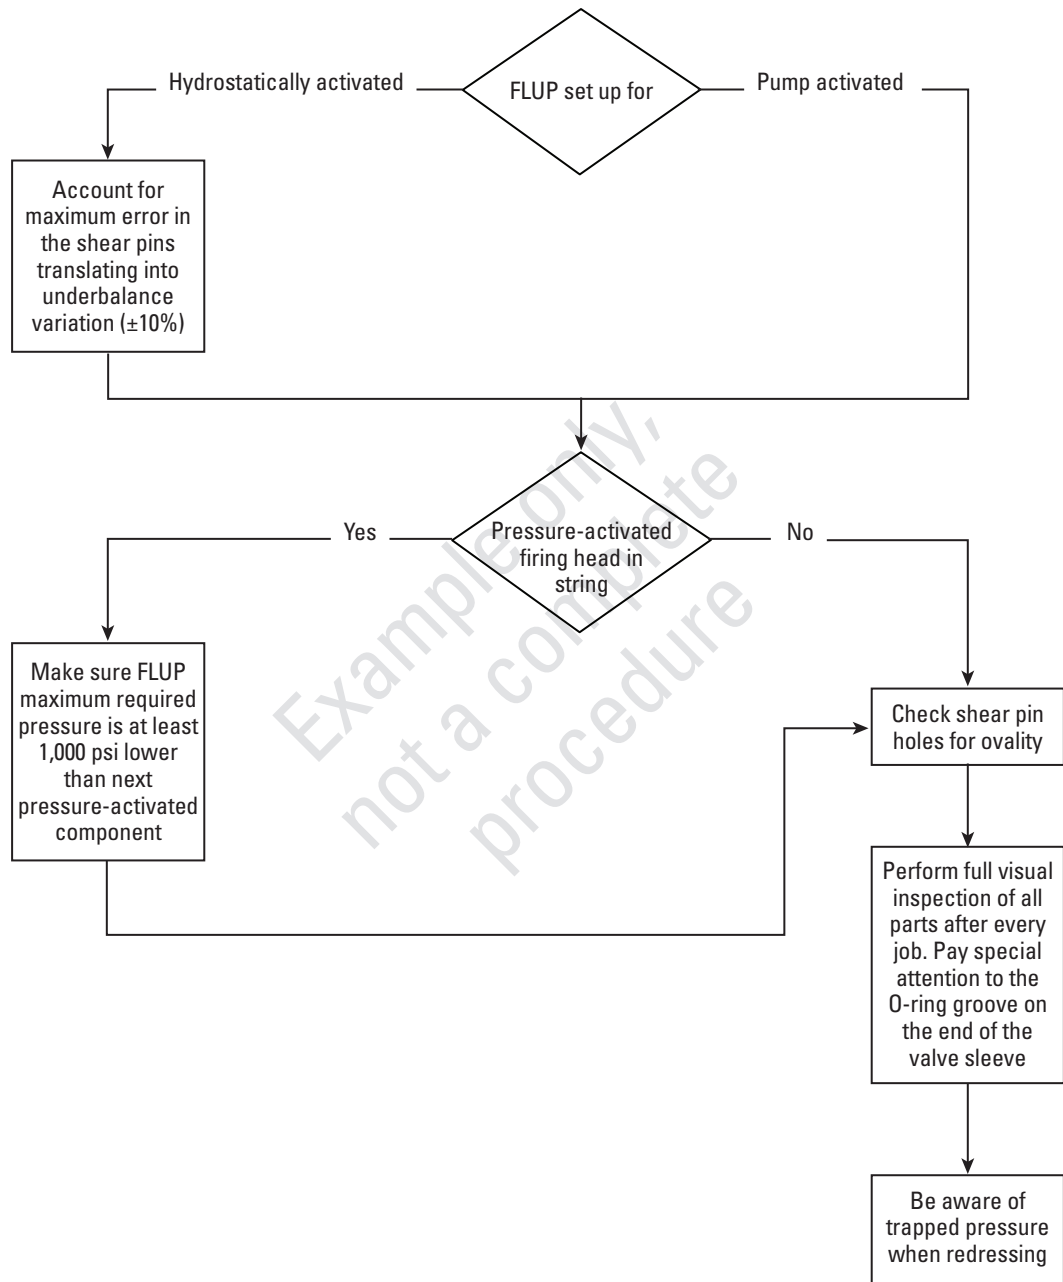 Hydrostatically activated
FLUP set up for
Pump activated
Account for
maximum error in
the shear pins
translating into
underbalance
variation (±10%)
Yes
Pressure-activated
firing head in
string
No
Make sure FLUP
maximum required
pressure is at least
1,000 psi lower
than next
pressure-activated
component
Check shear pin
holes for ovality
Perform full visual
inspection of all
parts after every
job. Pay special
attention to the
O-ring groove on
the end of the
valve sleeve
Be aware of
trapped pressure
when redressing
Example only,
not a complete
procedure